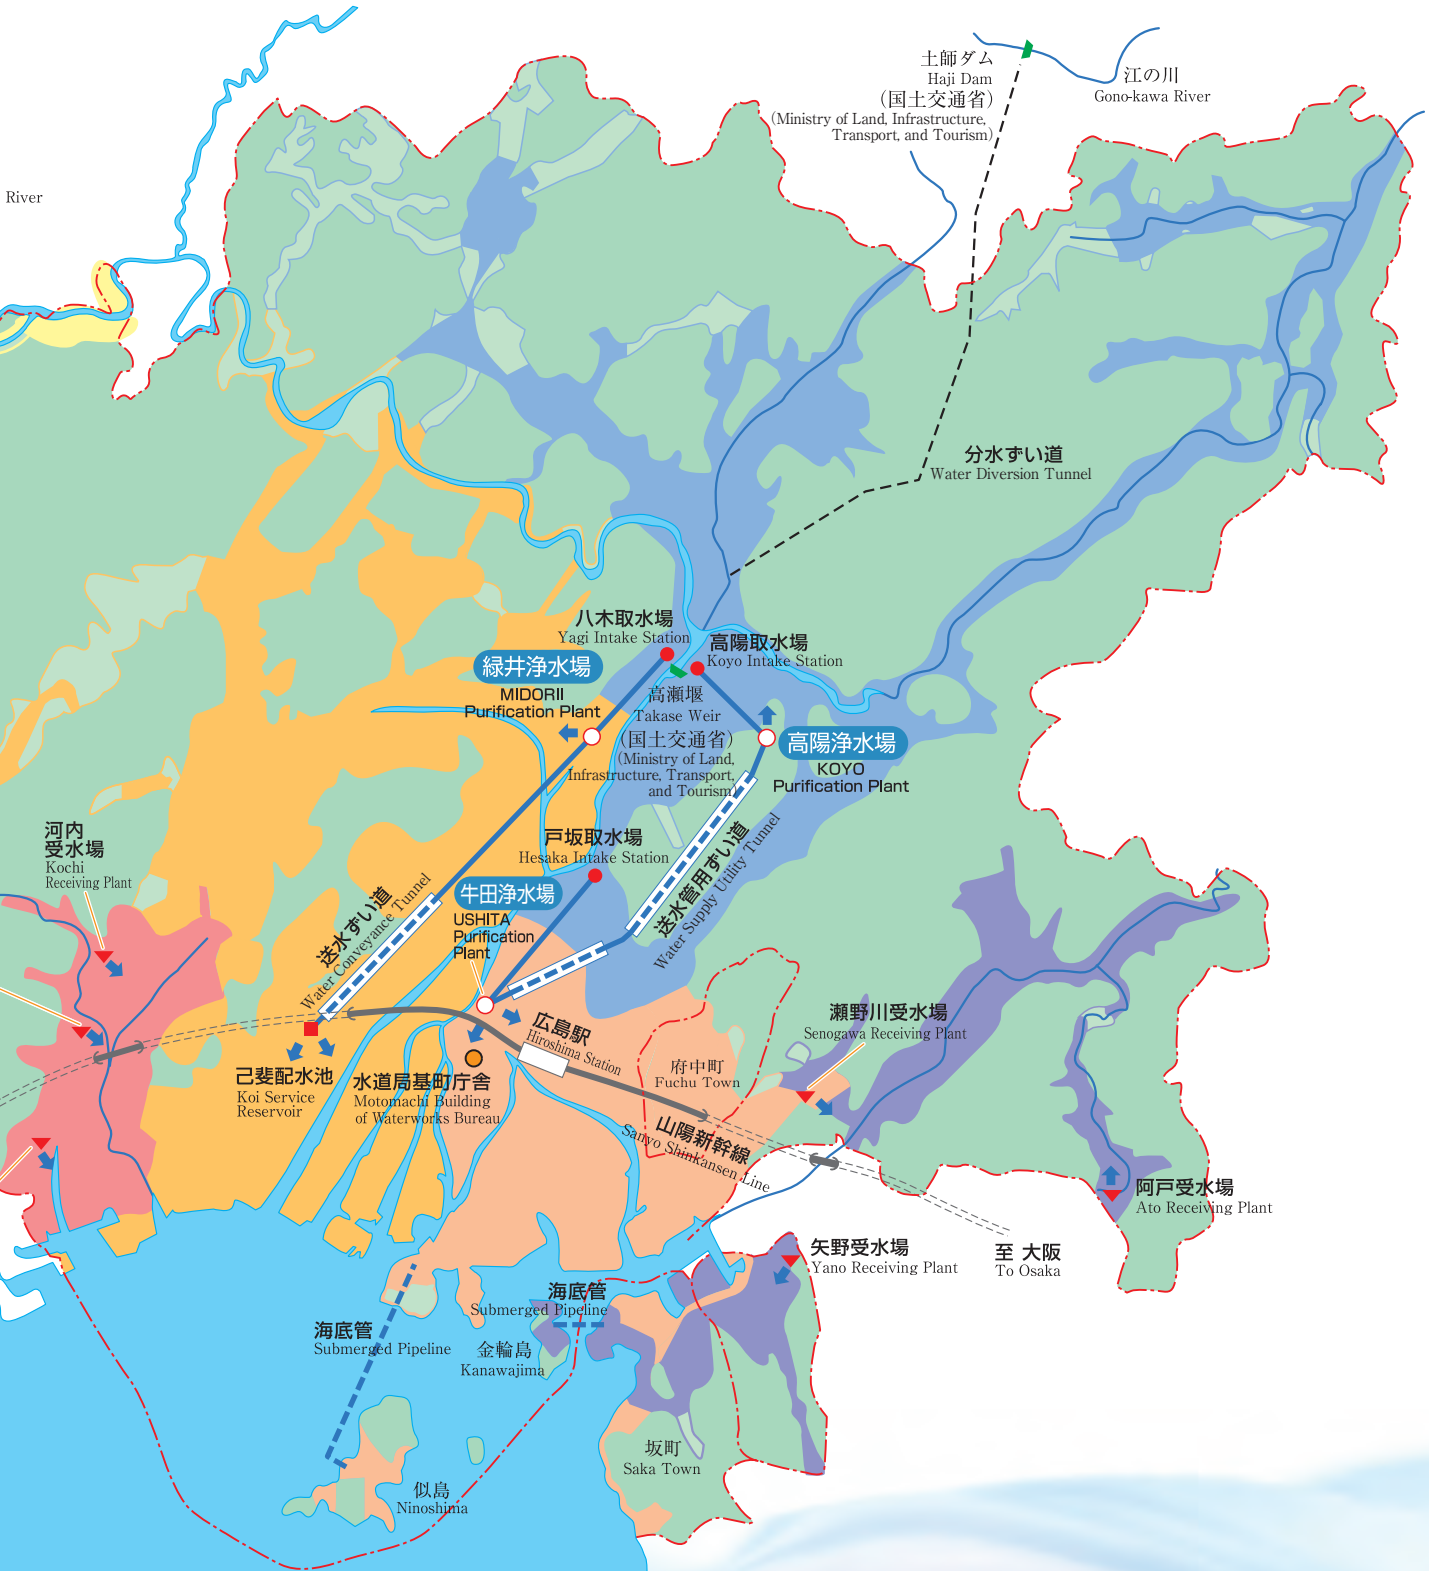 土師ダム
Haji Dam
（国土交通省）
(Ministry of Land, Infrastructure,
Transport, and Tourism)
江の川
Gono-kawa River
River
分水ずい道
Water Diversion Tunnel
八木取水場
Yagi Intake Station
高陽取水場
Koyo Intake Station
緑井浄水場
MIDORII
Purification Plant
高瀬堰
Takase Weir
（国土交通省）
(Ministry of Land,
Infrastructure, Transport,
and Tourism)
高陽浄水場
KOYO
Purification Plant
河内
受水場
Kochi
Receiving Plant
戸坂取水場
Hesaka Intake Station
牛田浄水場
USHITA
Purification
Plant
送水ずい道
Water Conveyance Tunnel
送水管用ずい道
Water Supply Utility Tunnel
広島駅
Hiroshima Station
瀬野川受水場
Senogawa Receiving Plant
府中町
Fuchu Town
己斐配水池
Koi Service
Reservoir
水道局基町庁舎
Motomachi Building
of Waterworks Bureau
山陽新幹線
Sanyo Shinkansen Line
阿戸受水場
Ato Receiving Plant
矢野受水場
Yano Receiving Plant
至 大阪
To Osaka
海底管
Submerged Pipeline
海底管
Submerged Pipeline
金輪島
Kanawajima
坂町
Saka Town
似島
Ninoshima